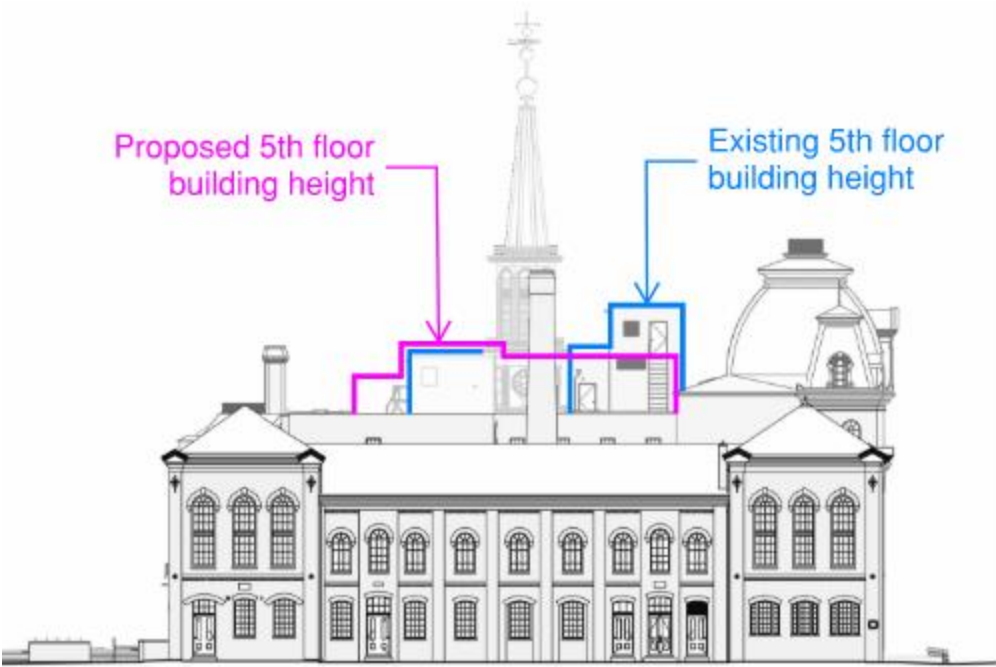 Proposed 5th floor
building height
Existing 5th floor
building height